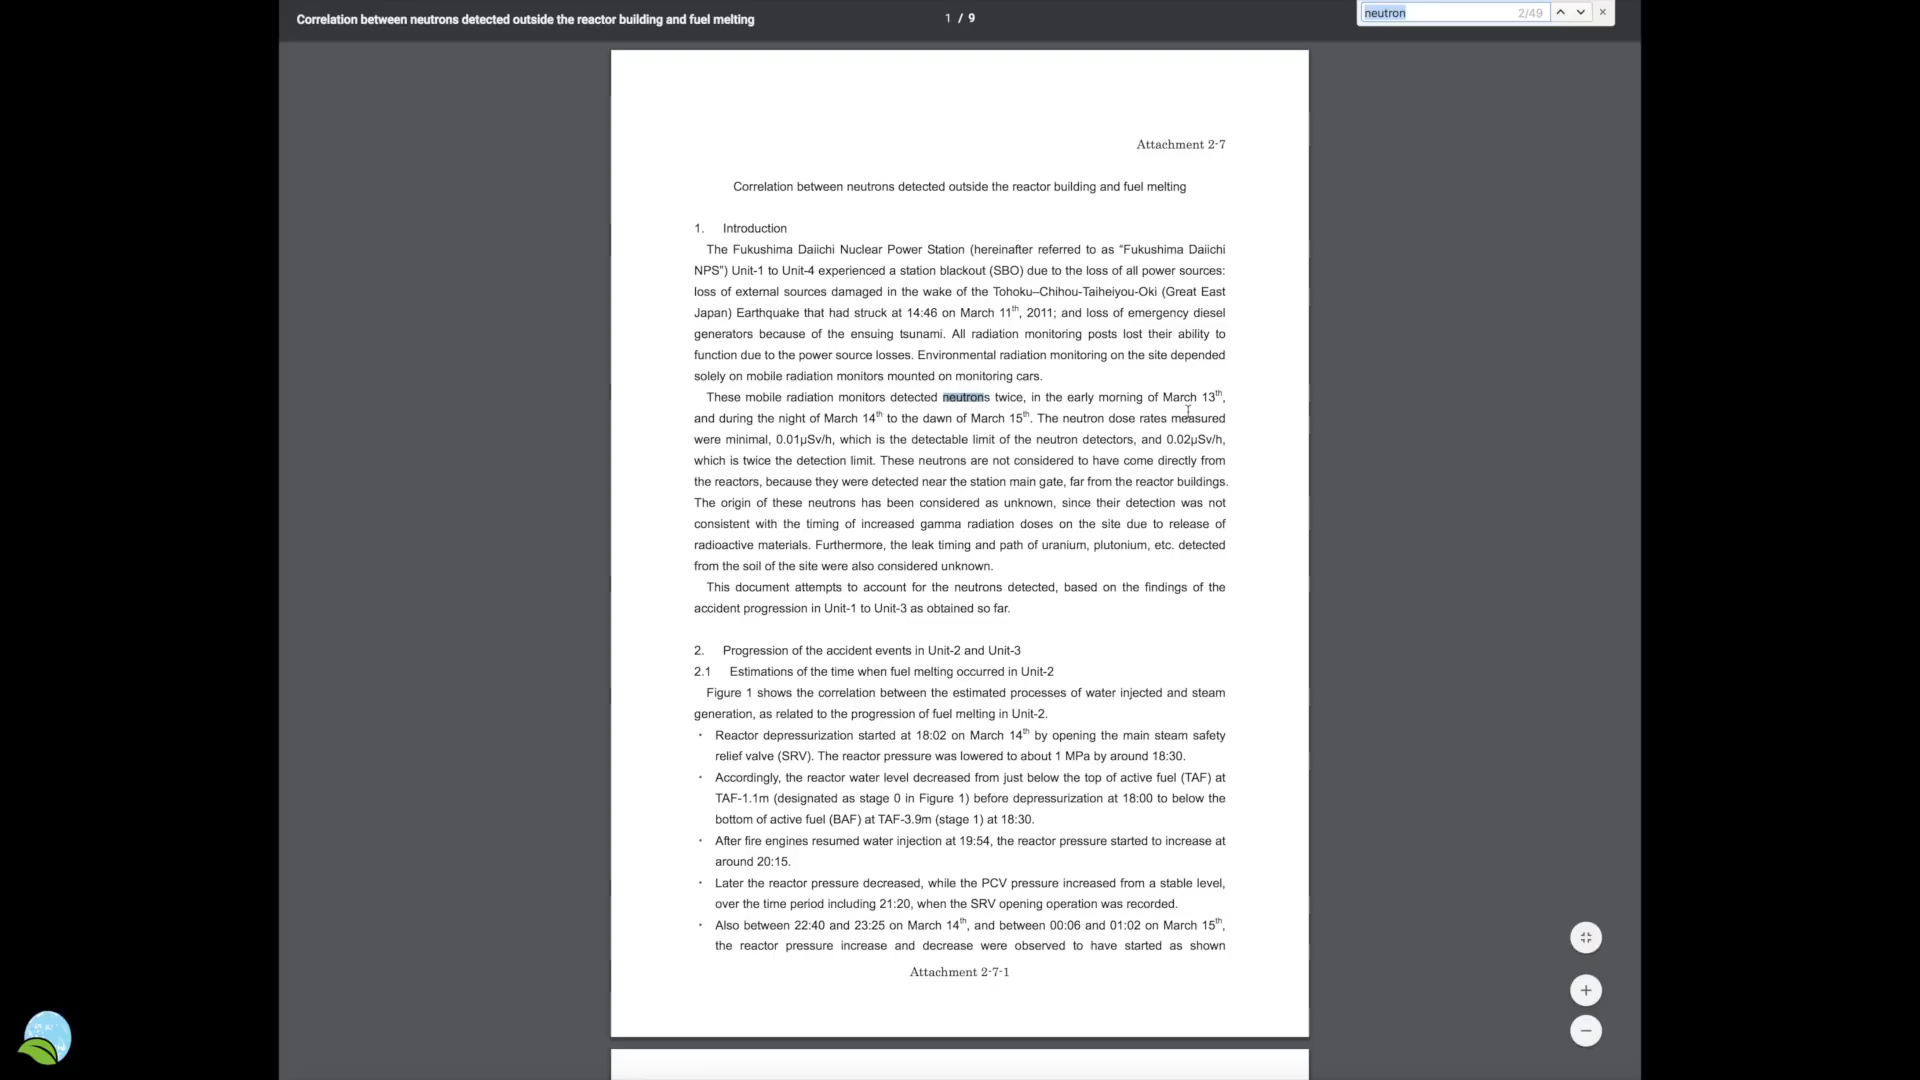 Correlation between neutrons detected outside the reactor building and fuel melting
1 / 9
neutron 2/49
Attachment 2-7
Correlation between neutrons detected outside the reactor building and fuel melting
1. Introduction
The Fukushima Daiichi Nuclear Power Station (hereinafter referred to as “Fukushima Daiichi
NPS”) Unit-1 to Unit-4 experienced a station blackout (SBO) due to the loss of all power sources:
loss of external sources damaged in the wake of the Tohoku–Chihou-Taiheiyou-Oki (Great East
Japan) Earthquake that had struck at 14:46 on March 11th, 2011; and loss of emergency diesel
generators because of the ensuing tsunami. All radiation monitoring posts lost their ability to
function due to the power source losses. Environmental radiation monitoring on the site depended
solely on mobile radiation monitors mounted on monitoring cars.
These mobile radiation monitors detected neutrons twice, in the early morning of March 13th,
and during the night of March 14th to the dawn of March 15th. The neutron dose rates measured
were minimal, 0.01μSv/h, which is the detectable limit of the neutron detectors, and 0.02μSv/h,
which is twice the detection limit. These neutrons are not considered to have come directly from
the reactors, because they were detected near the station main gate, far from the reactor buildings.
The origin of these neutrons has been considered as unknown, since their detection was not
consistent with the timing of increased gamma radiation doses on the site due to release of
radioactive materials. Furthermore, the leak timing and path of uranium, plutonium, etc. detected
from the soil of the site were also considered unknown.
This document attempts to account for the neutrons detected, based on the findings of the
accident progression in Unit-1 to Unit-3 as obtained so far.
2. Progression of the accident events in Unit-2 and Unit-3
2.1 Estimations of the time when fuel melting occurred in Unit-2
Figure 1 shows the correlation between the estimated processes of water injected and steam
generation, as related to the progression of fuel melting in Unit-2.
・ Reactor depressurization started at 18:02 on March 14th by opening the main steam safety
relief valve (SRV). The reactor pressure was lowered to about 1 MPa by around 18:30.
・ Accordingly, the reactor water level decreased from just below the top of active fuel (TAF) at
TAF-1.1m (designated as stage 0 in Figure 1) before depressurization at 18:00 to below the
bottom of active fuel (BAF) at TAF-3.9m (stage 1) at 18:30.
・ After fire engines resumed water injection at 19:54, the reactor pressure started to increase at
around 20:15.
・ Later the reactor pressure decreased, while the PCV pressure increased from a stable level,
over the time period including 21:20, when the SRV opening operation was recorded.
・ Also between 22:40 and 23:25 on March 14th, and between 00:06 and 01:02 on March 15th,
the reactor pressure increase and decrease were observed to have started as shown
Attachment 2-7-1